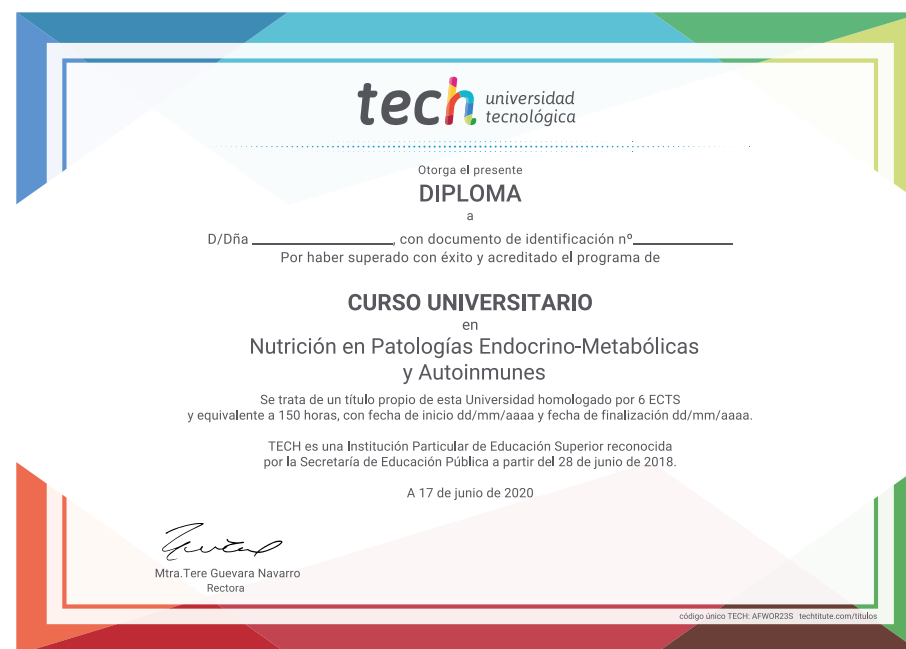 tech universidad
tecnológica
Otorga el presente
DIPLOMA
a
D/Dña ________________, con documento de identificación nº___________
Por haber superado con éxito y acreditado el programa de
CURSO UNIVERSITARIO
en
Nutrición en Patologías Endocrino-Metabólicas
y Autoinmunes
Se trata de un título propio de esta Universidad homologado por 6 ECTS
y equivalente a 150 horas, con fecha de inicio dd/mm/aaaa y fecha de finalización dd/mm/aaaa.
TECH es una Institución Particular de Educación Superior reconocida
por la Secretaría de Educación Pública a partir del 28 de junio de 2018.
A 17 de junio de 2020
Mtra.Tere Guevara Navarro
Rectora
código único TECH: AFWOR23S techtitute.com/titulos